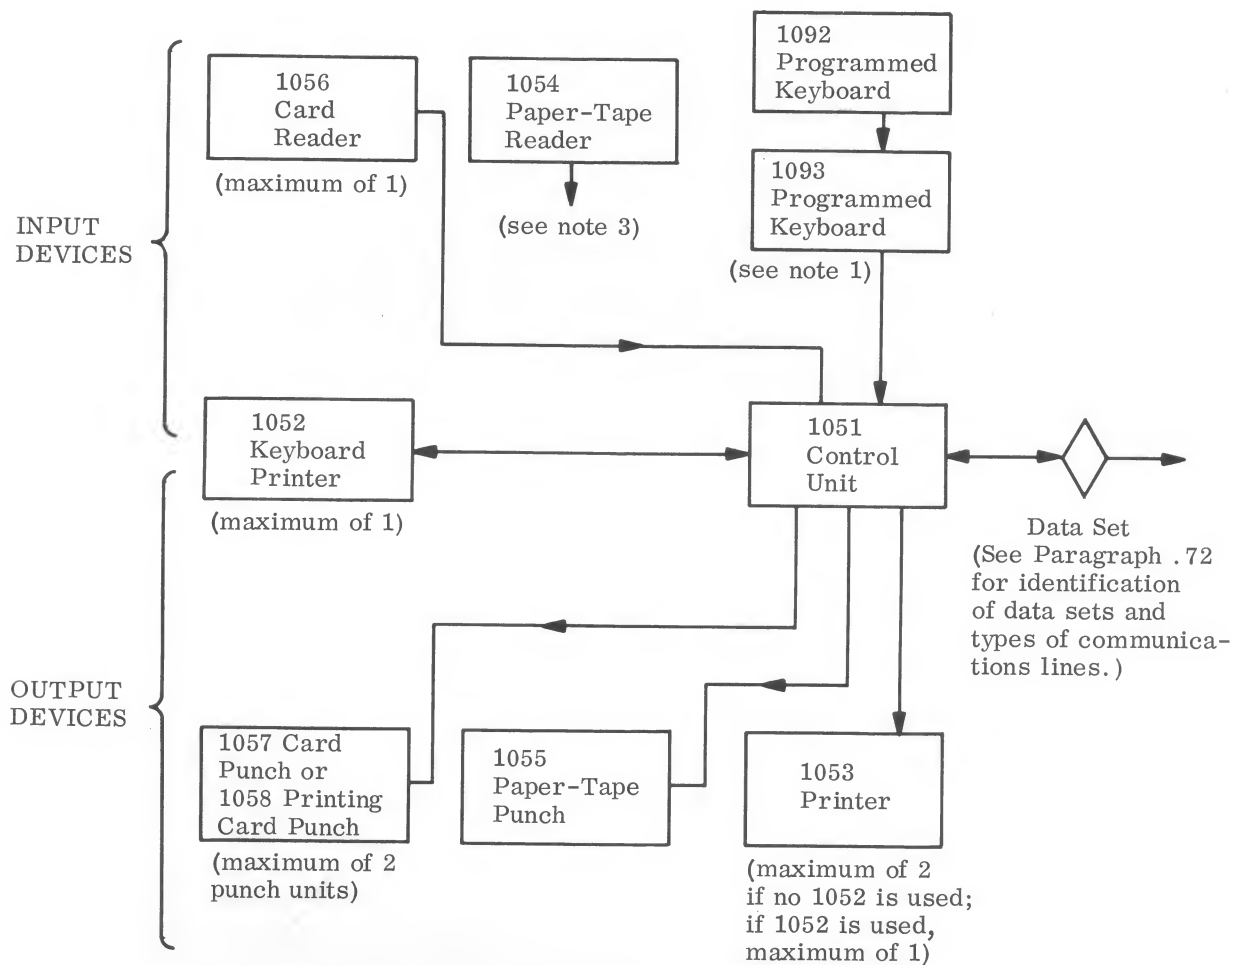 1092
Programmed
Keyboard
1056
Card
Reader
(maximum of 1)
1054
Paper-Tape
Reader
(see note 3)
1093
Programmed
Keyboard
(see note 1)
INPUT
DEVICES
1052
Keyboard
Printer
(maximum of 1)
1051
Control
Unit
Data Set
(See Paragraph .72
for identification
of data sets and
types of communica-
tions lines.)
OUTPUT
DEVICES
1057 Card
Punch or
1058 Printing
Card Punch
(maximum of 2
punch units)
1055
Paper-Tape
Punch
1053
Printer
(maximum of 2
if no 1052 is used;
if 1052 is used,
maximum of 1)